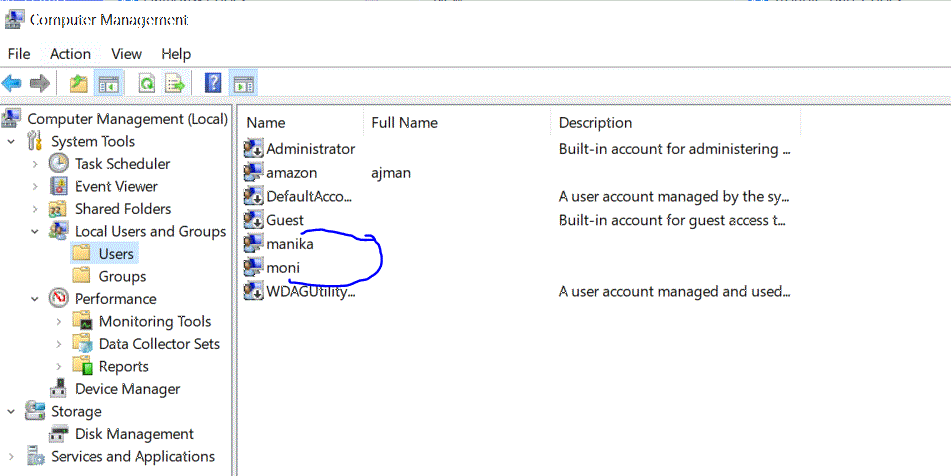 Computer Management
File Action View Help
Computer Management (Local)
System Tools
Task Scheduler
Event Viewer
Shared Folders
Local Users and Groups
Users
Groups
Performance
Monitoring Tools
Data Collector Sets
Reports
Device Manager
Storage
Disk Management
Services and Applications
Name Full Name Description
Administrator Built-in account for administering ...
amazon ajman
DefaultAcco... A user account managed by the sy...
Guest Built-in account for guest access t...
manika
moni
WDAGUtility... A user account managed and used...